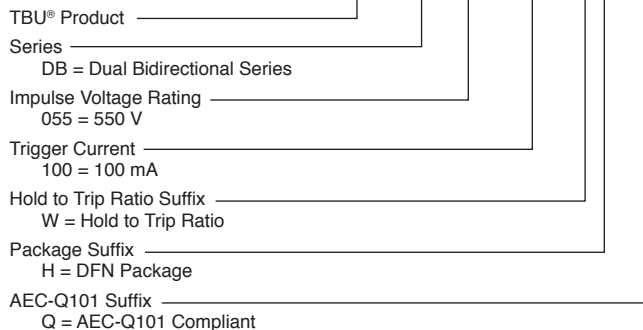 TBU® Product
Series
DB = Dual Bidirectional Series
Impulse Voltage Rating
055 = 550 V
Trigger Current
100 = 100 mA
Hold to Trip Ratio Suffix
W = Hold to Trip Ratio
Package Suffix
H = DFN Package
AEC-Q101 Suffix
Q = AEC-Q101 Compliant